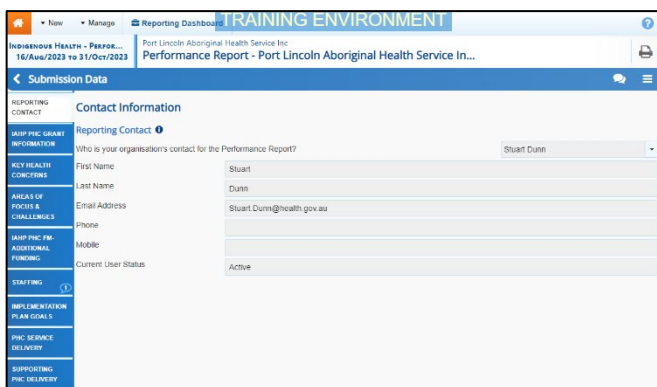 New
Manage
Reporting Dashboard
TRAINING ENVIRONMENT
?
INDIGENOUS HEALTH - PERFOR...
16/AUG/2023 TO 31/OCT/2023
Port Lincoln Aboriginal Health Service Inc
Performance Report - Port Lincoln Aboriginal Health Service In...
Submission Data
REPORTING
CONTACT
IAHP PHC GRANT
INFORMATION
KEY HEALTH
CONCERNS
AREAS OF
FOCUS &
CHALLENGES
IAHP PHC FM-
ADDITIONAL
FUNDING
STAFFING
1
IMPLEMENTATION
PLAN GOALS
PHC SERVICE
DELIVERY
SUPPORTING
PHC DELIVERY
Contact Information
Reporting Contact
Who is your organisation's contact for the Performance Report? Stuart Dunn
First Name Stuart
Last Name Dunn
Email Address Stuart.Dunn@health.gov.au
Phone
Mobile
Current User Status Active